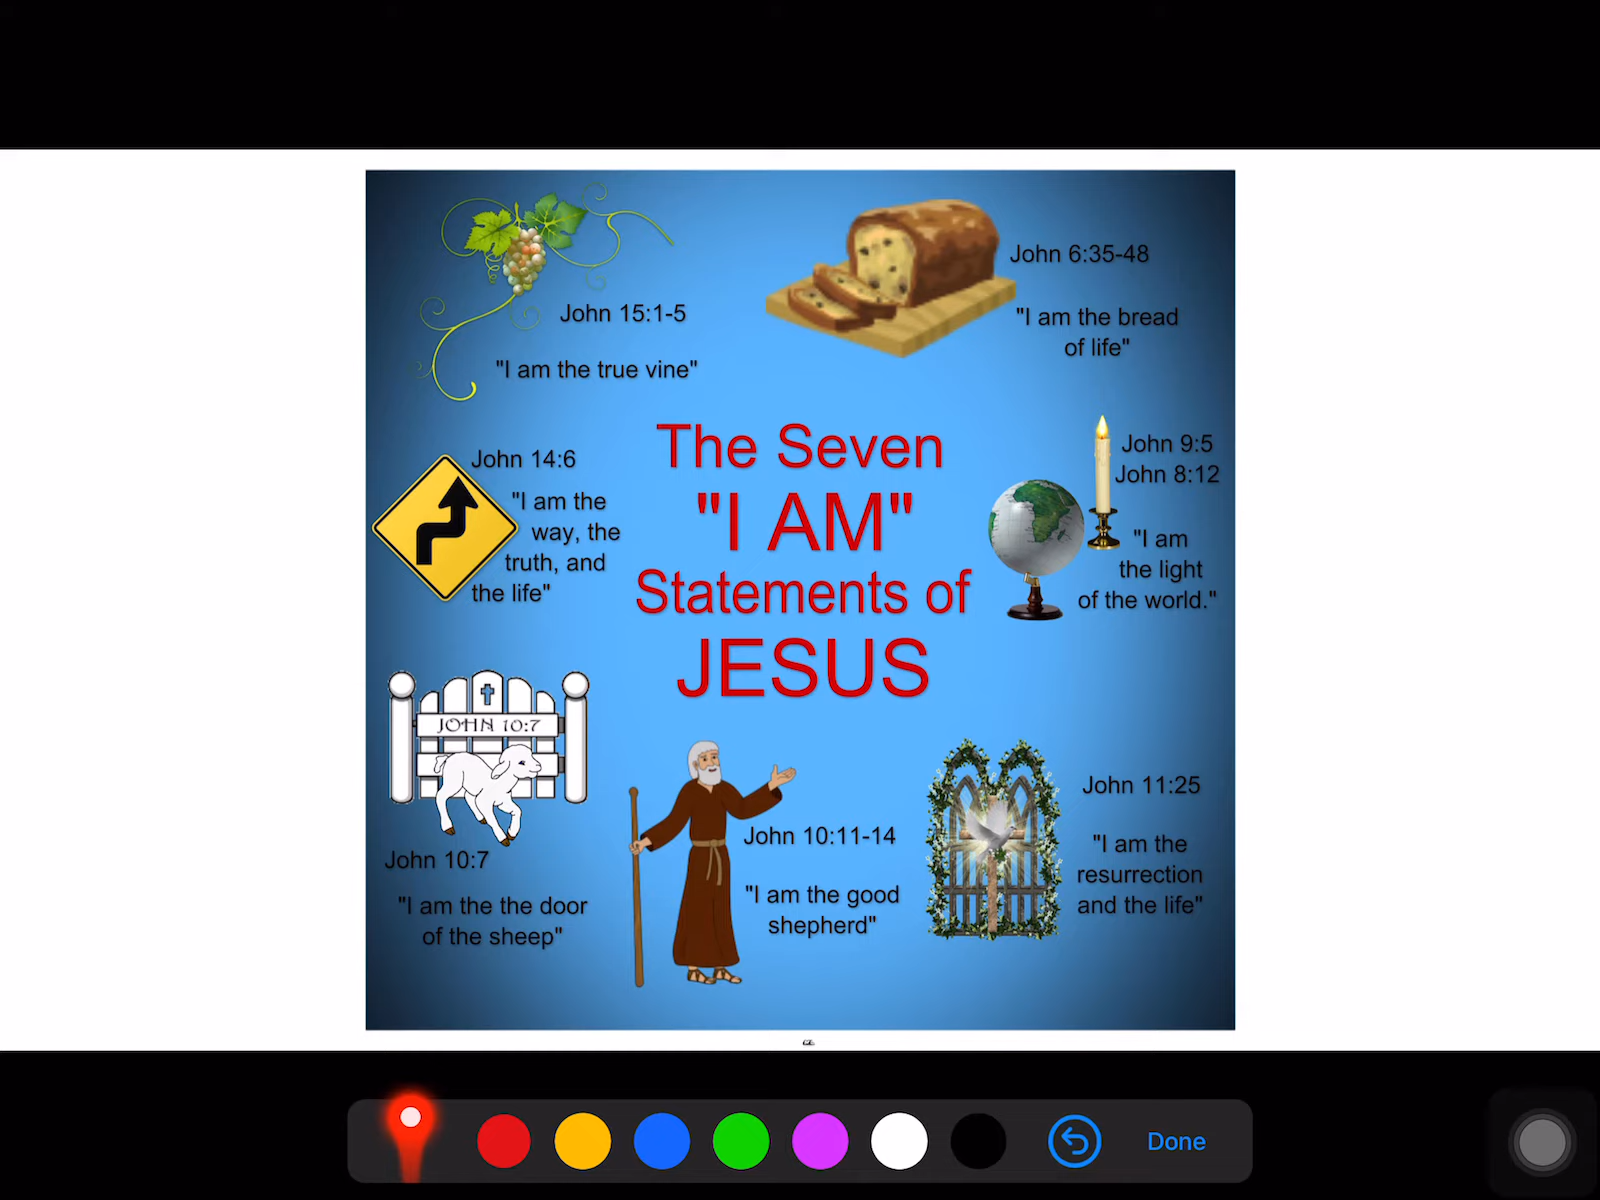 John 15:1-5
"I am the true vine"
John 6:35-48
"I am the bread
of life"
The Seven
"I AM"
Statements of
JESUS
John 14:6
"I am the
way, the
truth, and
the life"
John 9:5
John 8:12
"I am
the light
of the world."
JOHN 10:7
John 10:7
"I am the the door
of the sheep"
John 10:11-14
"I am the good
shepherd"
John 11:25
"I am the
resurrection
and the life"
Done